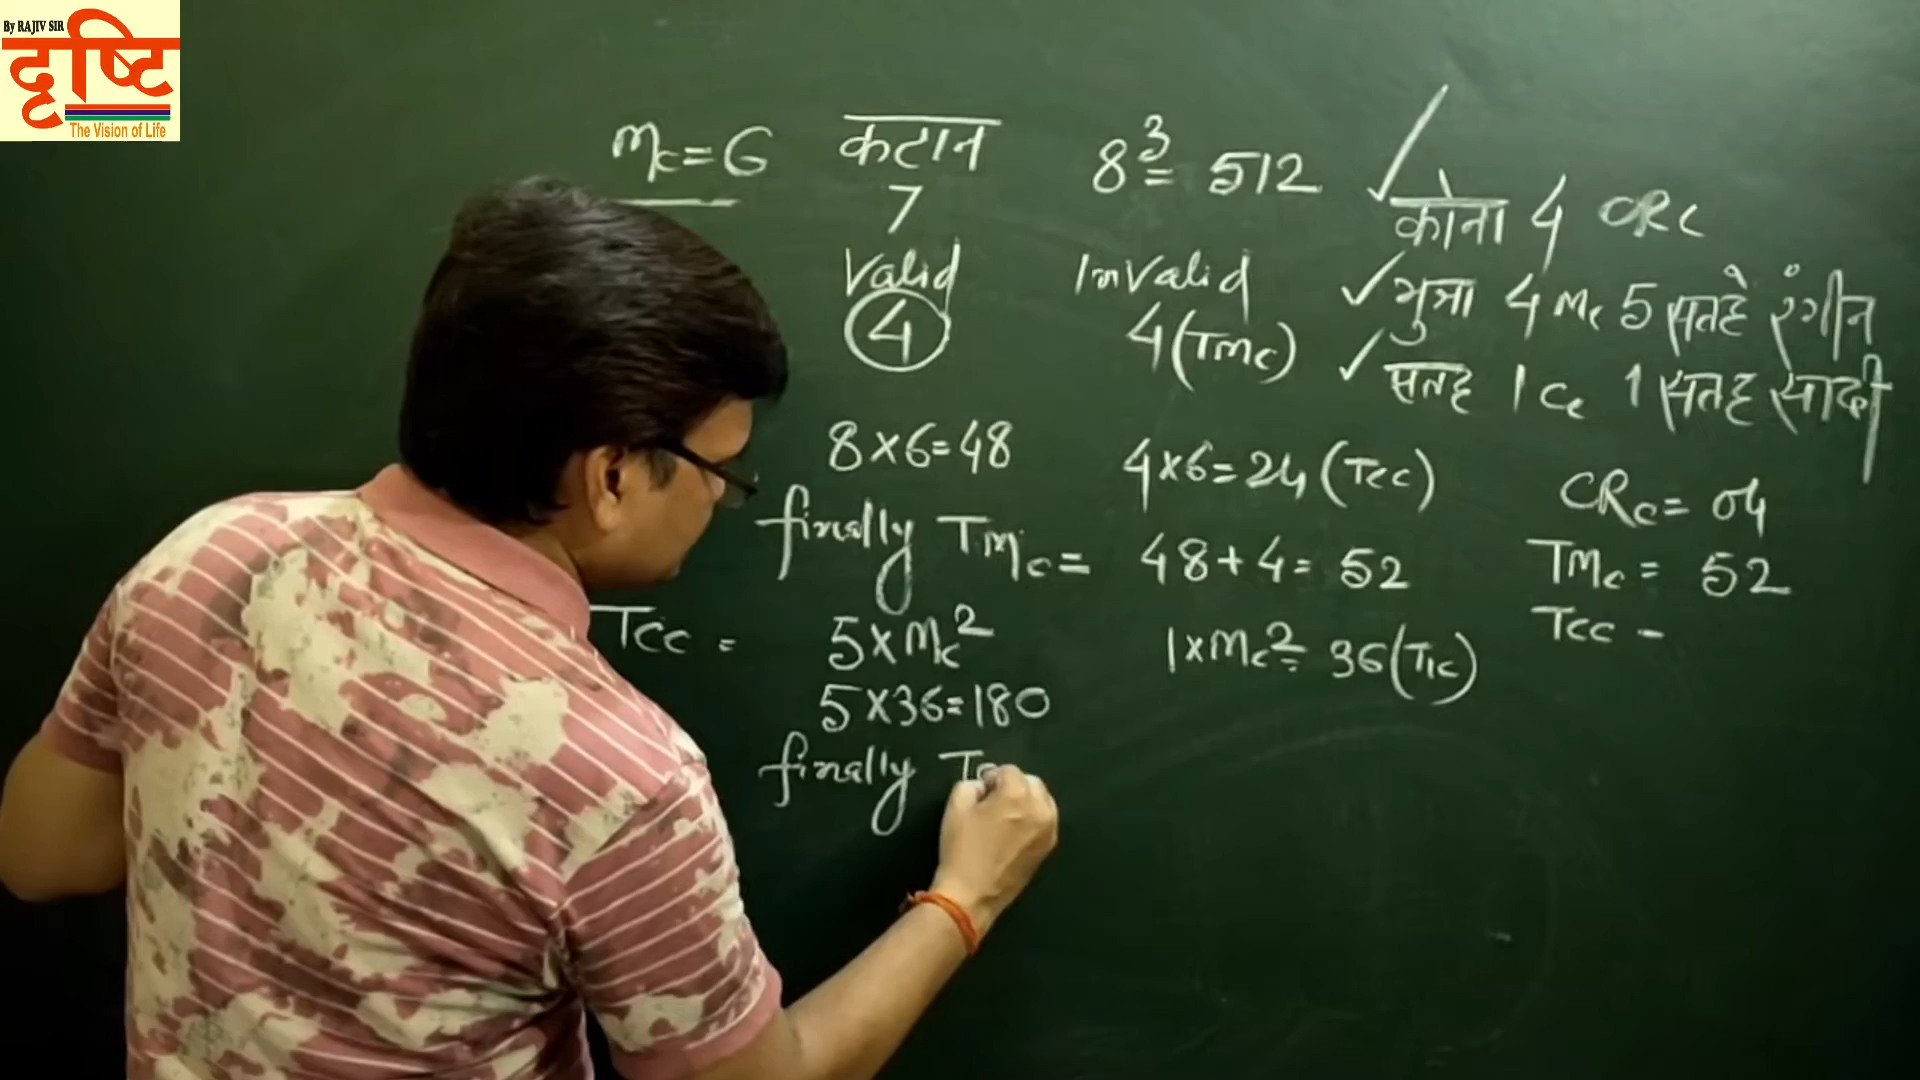 By RAJIV SIR
दृष्टि
The Vision of Life
Mc=6
कटान
7
8³ = 512
Valid
4
Invalid
4(TMc)
कोना 4 CRC
भुजा 4 Mc 5 सतहे रंगीन
सतह 1 Cc 1 सतह सादी
8×6=48
4×6=24 (Tcc)
finally TMc = 48+4= 52
Tcc = 5×Mc²
1×Mc²= 36(T1c)
5×36=180
finally Tc
CRc= 04
TMc = 52
Tcc -